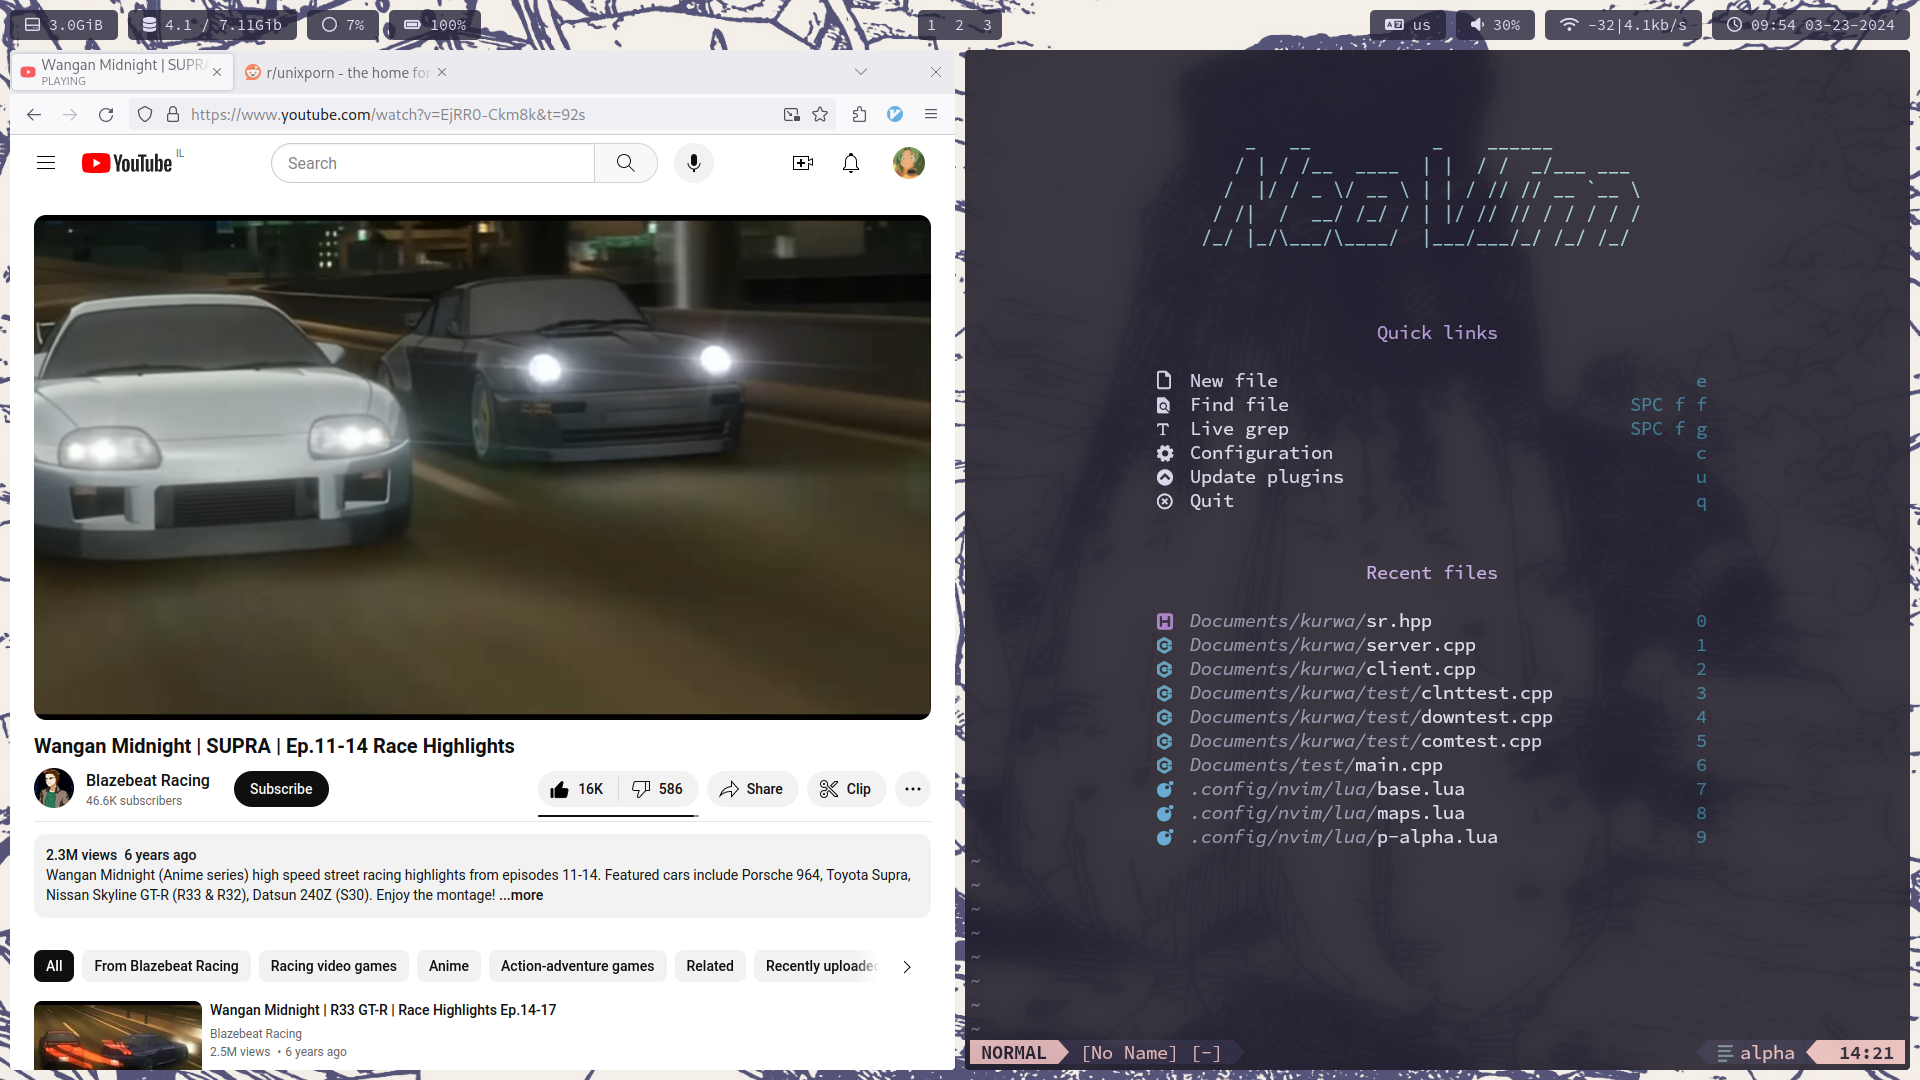 3.0GiB
4.1 / 7.11Gib
7%
100%
1 2 3
us
30%
-32|4.1kb/s
09:54 03-23-2024
Wangan Midnight | SUPRA
PLAYING
r/unixporn - the home for
https://www.youtube.com/watch?v=EjRR0-Ckm8k&t=92s
YouTube IL
Search
Wangan Midnight | SUPRA | Ep.11-14 Race Highlights
Blazebeat Racing
46.6K subscribers
Subscribe
16K
586
Share
Clip
2.3M views 6 years ago
Wangan Midnight (Anime series) high speed street racing highlights from episodes 11-14. Featured cars include Porsche 964, Toyota Supra,
Nissan Skyline GT-R (R33 & R32), Datsun 240Z (S30). Enjoy the montage! ...more
All
From Blazebeat Racing
Racing video games
Anime
Action-adventure games
Related
Recently uploaded
Wangan Midnight | R33 GT-R | Race Highlights Ep.14-17
Blazebeat Racing
2.5M views • 6 years ago
NeoVim
Quick links
New file e
Find file SPC f f
Live grep SPC f g
Configuration c
Update plugins u
Quit q
Recent files
Documents/kurwa/sr.hpp 0
Documents/kurwa/server.cpp 1
Documents/kurwa/client.cpp 2
Documents/kurwa/test/clnttest.cpp 3
Documents/kurwa/test/downtest.cpp 4
Documents/kurwa/test/comtest.cpp 5
Documents/test/main.cpp 6
.config/nvim/lua/base.lua 7
.config/nvim/lua/maps.lua 8
.config/nvim/lua/p-alpha.lua 9
~
~
~
~
~
~
~
~
NORMAL [No Name] [-]
alpha 14:21